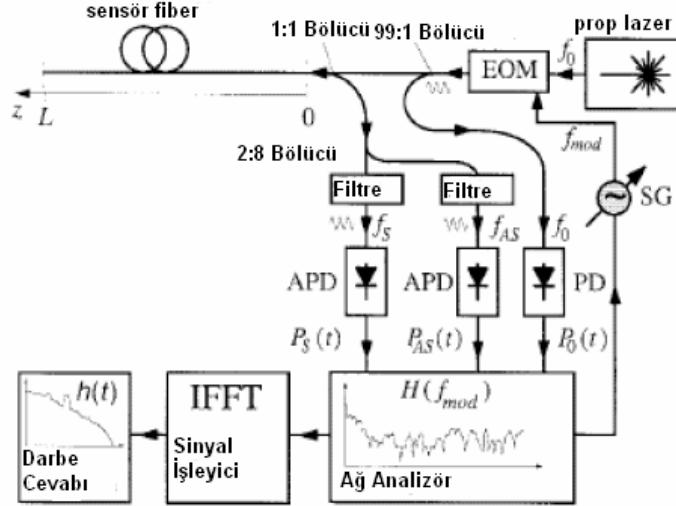 sensör fiber
1:1 Bölücü
99:1 Bölücü
prop lazer
f0
EOM
z
L
0
fmod
2:8 Bölücü
Filtre
Filtre
SG
fS
fAS
f0
APD
APD
PD
PS(t)
PAS(t)
P0(t)
h(t)
IFFT
H(fmod)
Darbe
Cevabı
Sinyal
İşleyici
Ağ Analizör